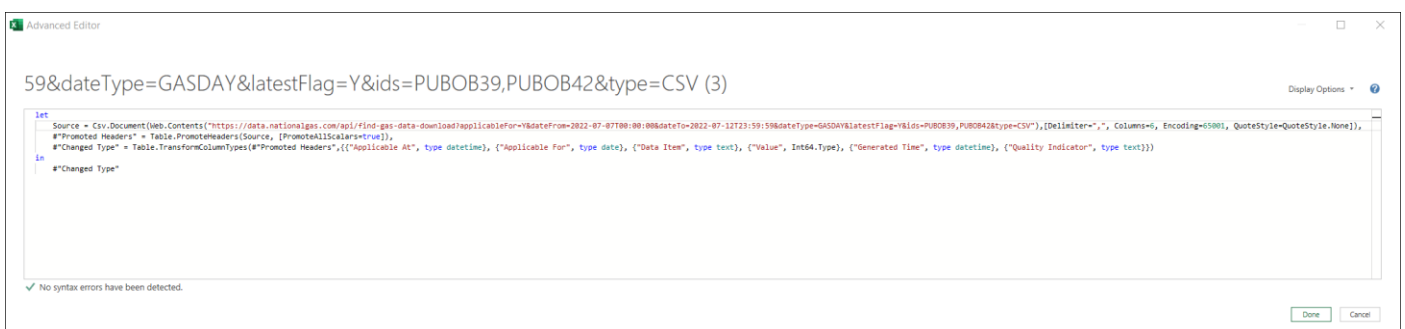 Advanced Editor
59&dateType=GASDAY&latestFlag=Y&ids=PUBOB39,PUBOB42&type=CSV (3)
Display Options
let
Source = Csv.Document(Web.Contents("https://data.nationalgas.com/api/find-gas-data-download?applicableFor=Y&dateFrom=2022-07-07T00:00:00&dateTo=2022-07-12T23:59:59&dateType=GASDAY&latestFlag=Y&ids=PUBOB39,PUBOB42&type=CSV"),[Delimiter=",", Columns=6, Encoding=65001, QuoteStyle=QuoteStyle.None]),
#"Promoted Headers" = Table.PromoteHeaders(Source, [PromoteAllScalars=true]),
#"Changed Type" = Table.TransformColumnTypes(#"Promoted Headers",{{"Applicable At", type datetime}, {"Applicable For", type date}, {"Data Item", type text}, {"Value", Int64.Type}, {"Generated Time", type datetime}, {"Quality Indicator", type text}})
in
#"Changed Type"
No syntax errors have been detected.
Done Cancel